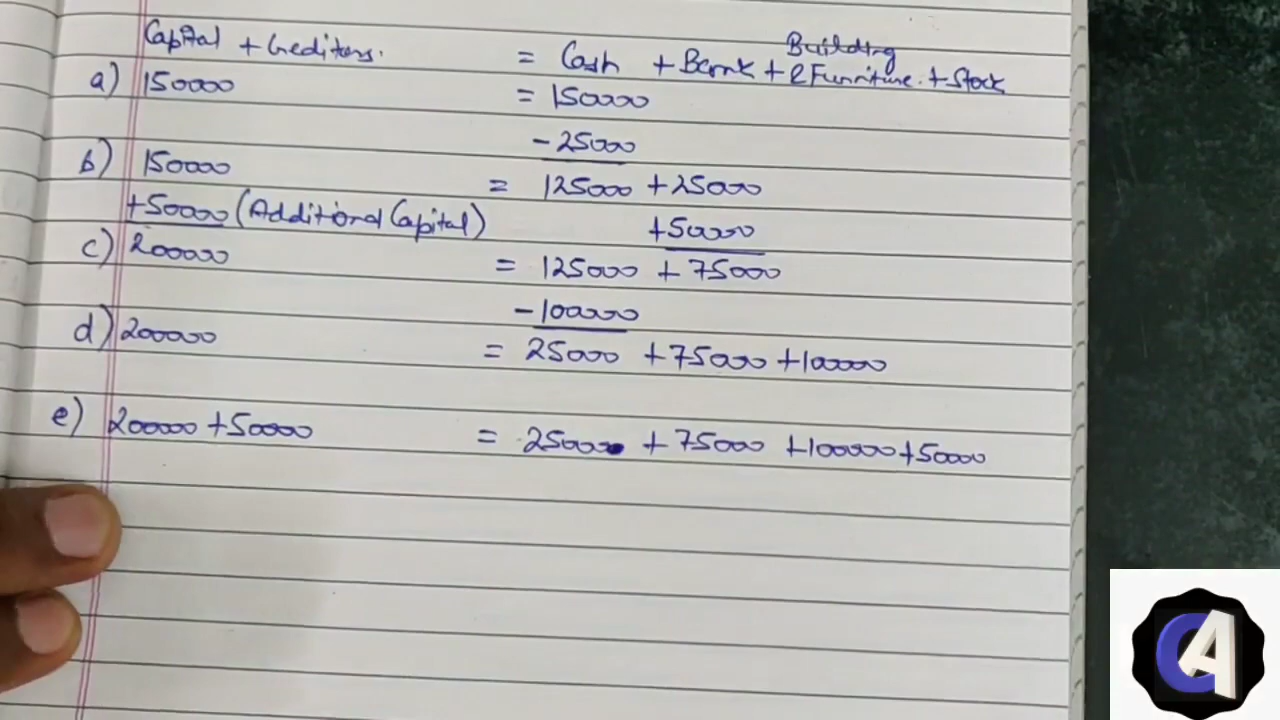 Capital + Creditors. = Cash + Bank + Building & Furniture. + Stock
a) 150000 = 150000
-25000
b) 150000 = 125000 + 25000
+50000 (Additional Capital) +50000
c) 200000 = 125000 + 75000
-100000
d) 200000 = 25000 + 75000 + 100000
e) 200000 + 50000 = 25000 + 75000 + 100000 + 50000
CA